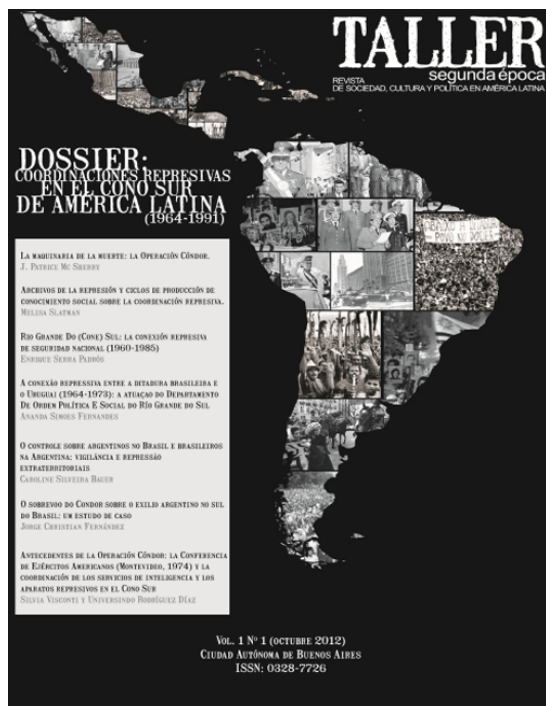 TALLER
segunda época
REVISTA
DE SOCIEDAD, CULTURA Y POLÍTICA EN AMÉRICA LATINA
DOSSIER:
COORDINACIONES REPRESIVAS
EN EL CONO SUR
DE AMÉRICA LATINA
(1964-1991)
La maquinaria de la muerte: la Operación Cóndor.
J. Patrice Mc Sherry
Archivos de la represión y ciclos de producción de
conocimiento social sobre la coordinación represiva.
Melisa Slatman
Rio Grande Do (Cone) Sul: la conexión represiva
de seguridad nacional (1960-1985)
Enrique Serra Padrós
A conexão repressiva entre a ditadura brasileira e
o Uruguai (1964-1973): a atuaçao do Departamento
De Ordem Política E Social do Río Grande do Sul
Ananda Simoes Fernandes
O controle sobre argentinos no Brasil e brasileiros
na Argentina: vigilância e repressão
extraterritoriais
Caroline Silveira Bauer
O sobrevoo do Condor sobre o exilio argentino no sul
do Brasil: um estudo de caso
Jorge Christian Fernández
Antecedentes de la Operación Cóndor: la Conferencia
de Ejércitos Americanos (Montevideo, 1974) y la
coordinación de los servicios de inteligencia y los
aparatos represivos en el Cono Sur
Silvia Visconti y Universindo Rodríguez Díaz
Vol. 1 Nº 1 (octubre 2012)
Ciudad Autónoma de Buenos Aires
ISSN: 0328-7726